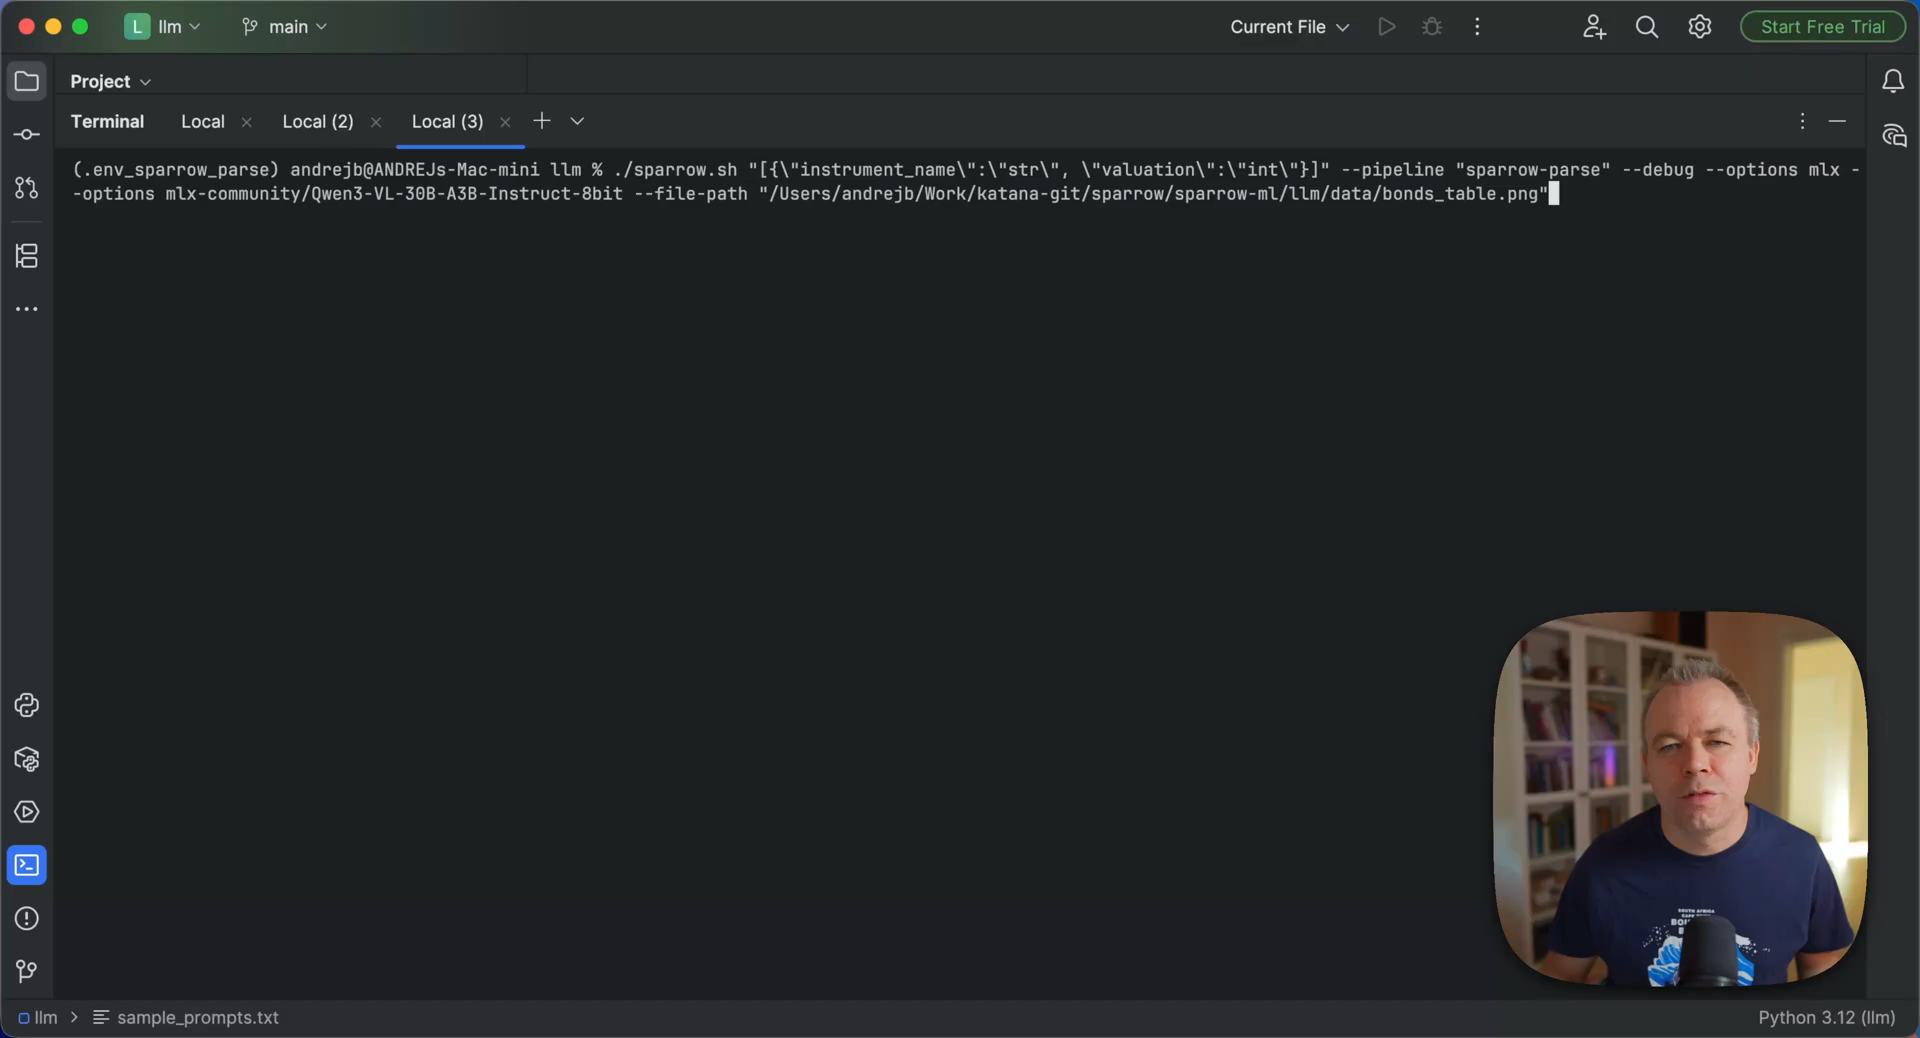 L llm main Current File Start Free Trial
Project
Terminal Local Local (2) Local (3)
(.env_sparrow_parse) andrejb@ANDREJs-Mac-mini llm % ./sparrow.sh "[{\"instrument_name\":\"str\", \"valuation\":\"int\"}]" --pipeline "sparrow-parse" --debug --options mlx -
-options mlx-community/Qwen3-VL-30B-A3B-Instruct-8bit --file-path "/Users/andrejb/Work/katana-git/sparrow/sparrow-ml/llm/data/bonds_table.png"
SOUTH AFRICA
llm > sample_prompts.txt Python 3.12 (llm)